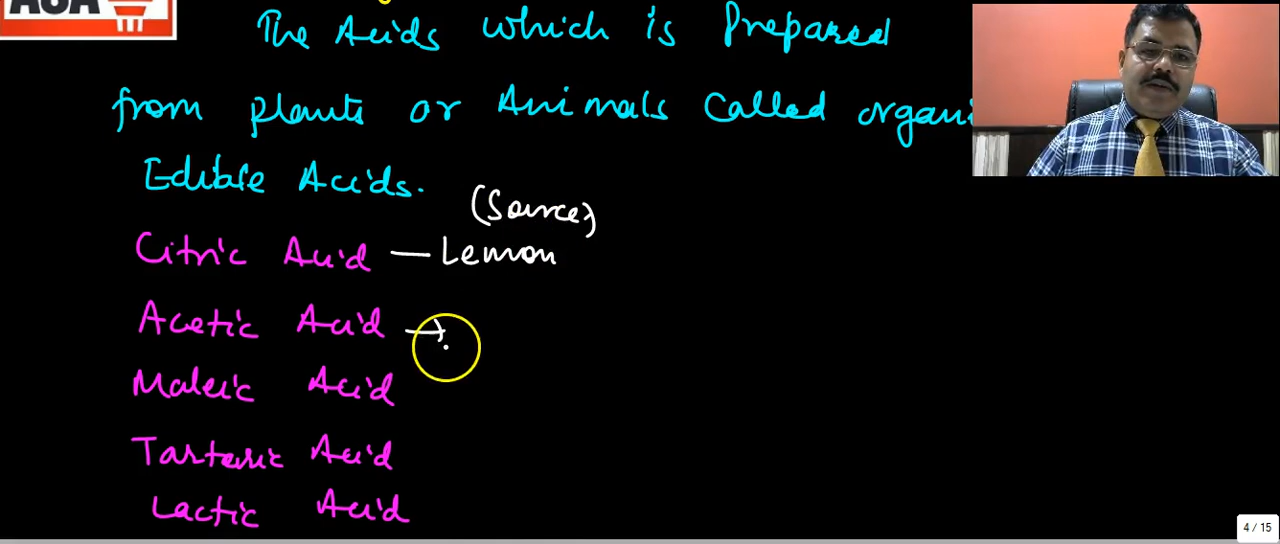 ASA
The Acids which is Prepared
from plants or Animals called organi
Edible Acids.
(Source)
Citric Acid — Lemon
Acetic Acid →
Maleic Acid
Tartaric Acid
Lactic Acid
4 / 15